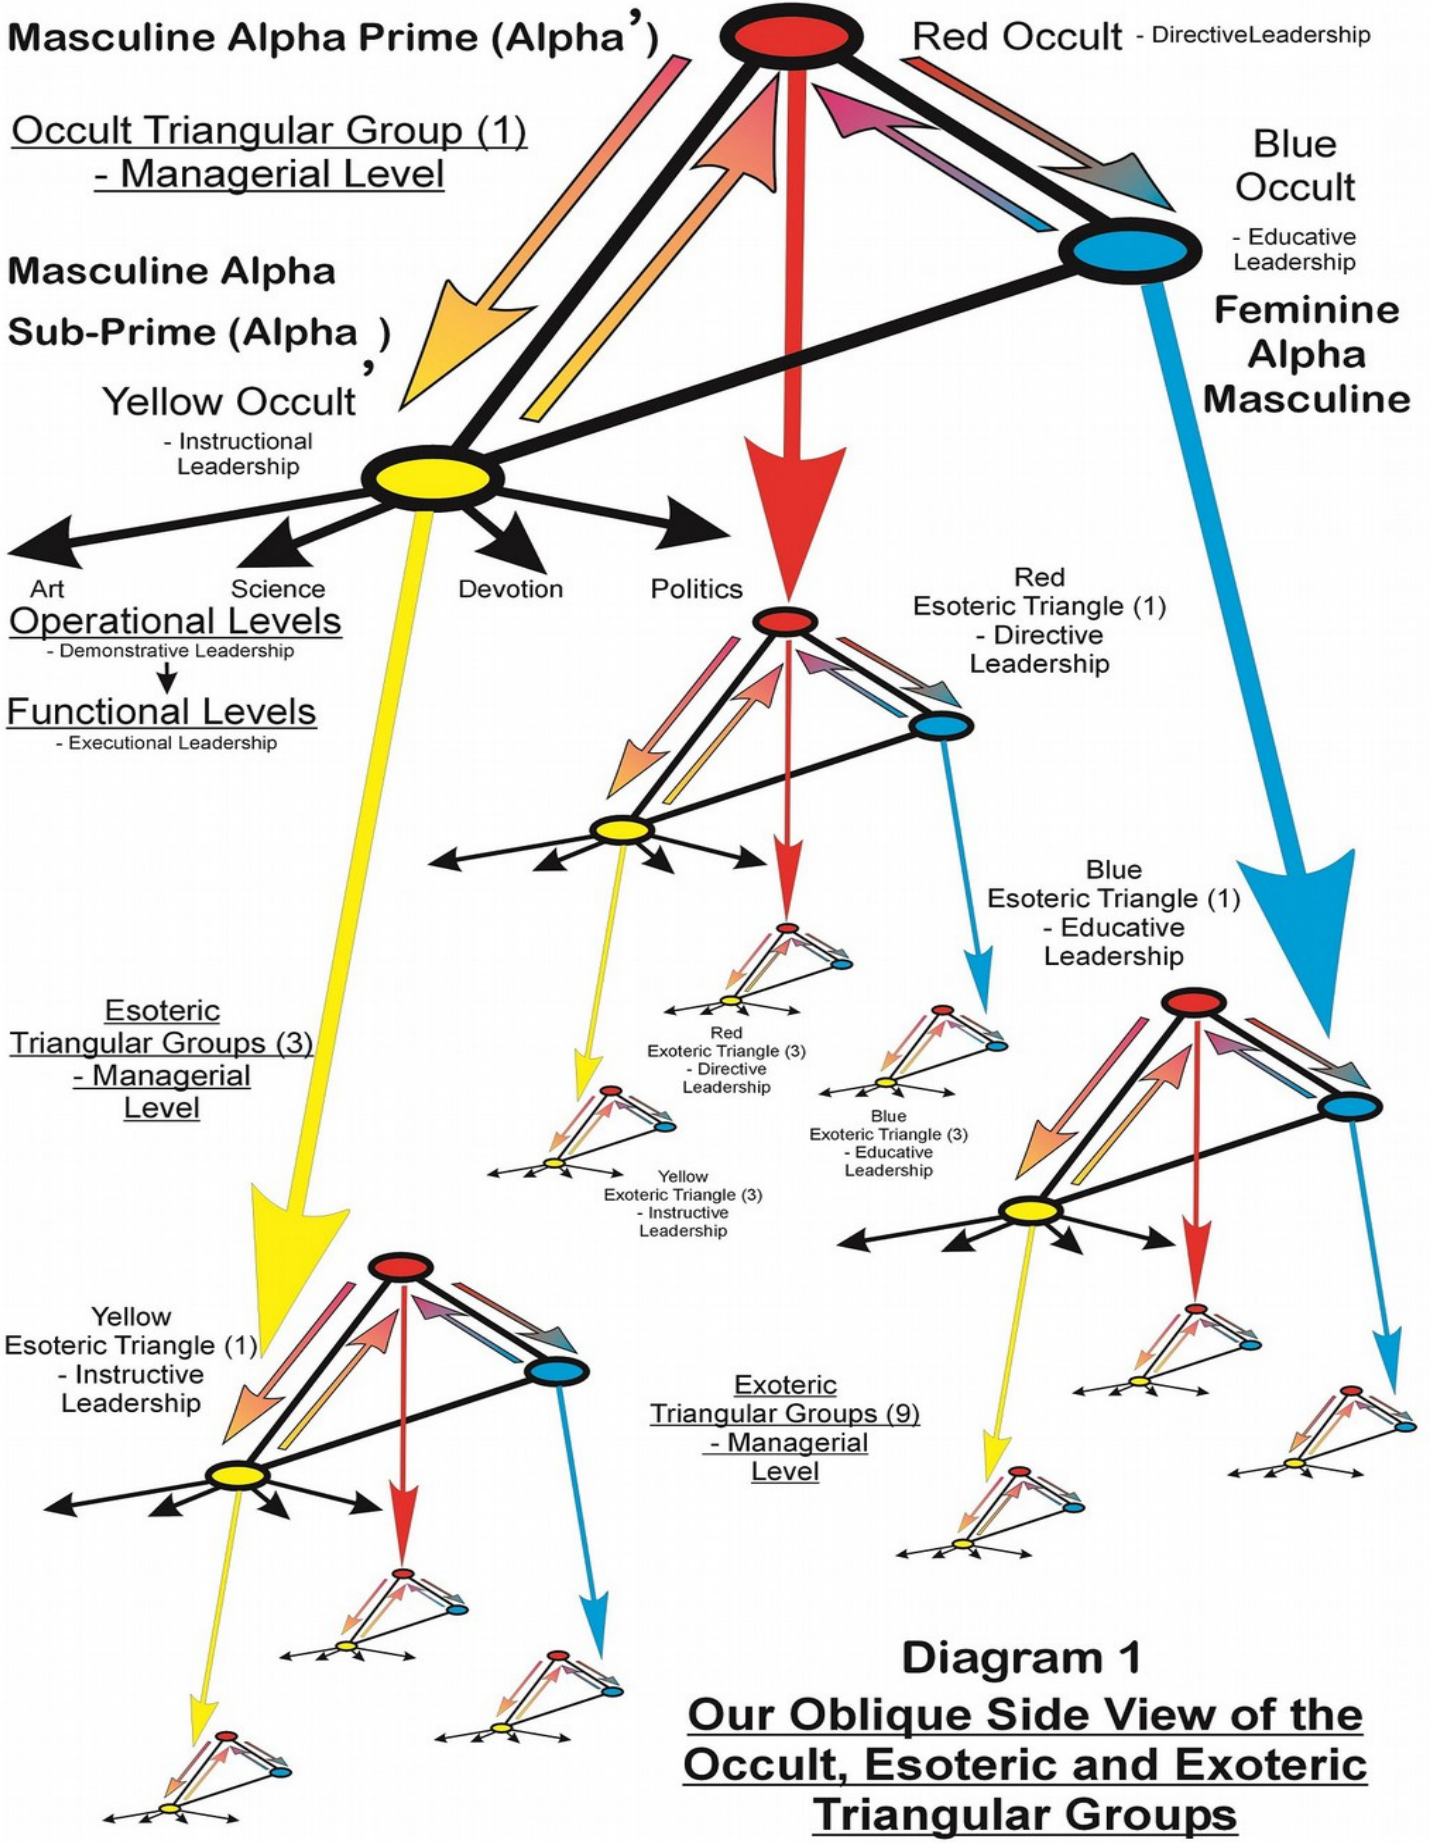 Masculine Alpha Prime (Alpha’)
Red Occult - DirectiveLeadership
Occult Triangular Group (1)
- Managerial Level
Blue
Occult
- Educative
Leadership
Feminine
Alpha
Masculine
Masculine Alpha
Sub-Prime (Alpha ,)
Yellow Occult
- Instructional
Leadership
Art
Science
Devotion
Politics
Operational Levels
- Demonstrative Leadership
Functional Levels
- Executional Leadership
Red
Esoteric Triangle (1)
- Directive
Leadership
Blue
Esoteric Triangle (1)
- Educative
Leadership
Esoteric
Triangular Groups (3)
- Managerial
Level
Red
Exoteric Triangle (3)
- Directive
Leadership
Blue
Exoteric Triangle (3)
- Educative
Leadership
Yellow
Exoteric Triangle (3)
- Instructive
Leadership
Yellow
Esoteric Triangle (1)
- Instructive
Leadership
Exoteric
Triangular Groups (9)
- Managerial
Level
Diagram 1
Our Oblique Side View of the
Occult, Esoteric and Exoteric
Triangular Groups